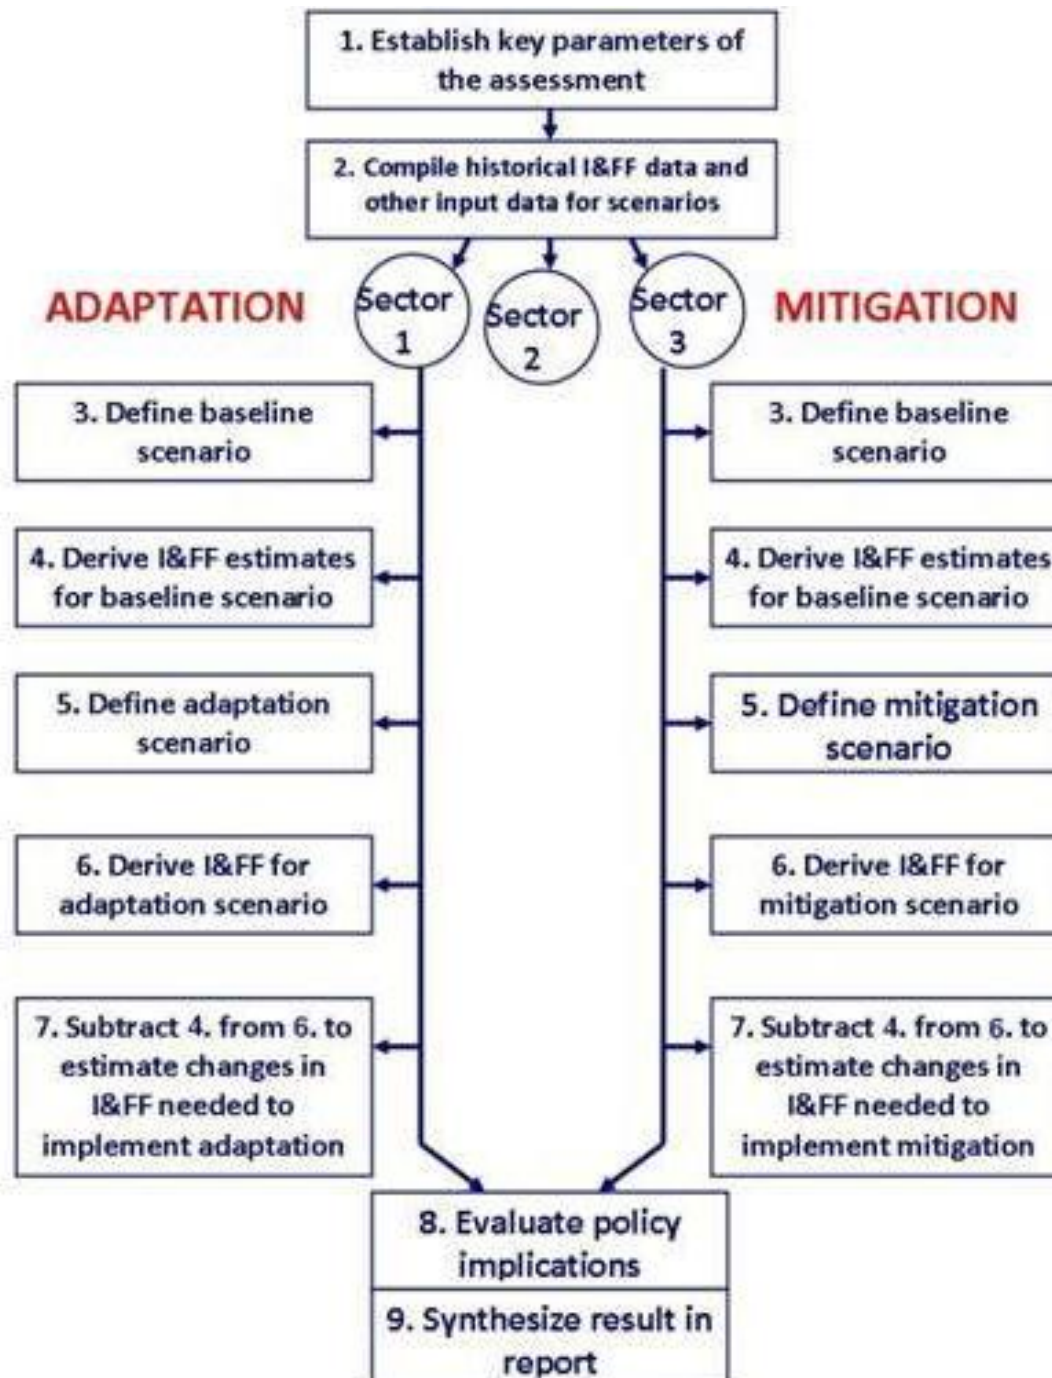 1. Establish key parameters of
the assessment
2. Compile historical I&FF data and
other input data for scenarios
ADAPTATION
Sector
1
Sector
2
Sector
3
MITIGATION
3. Define baseline
scenario
3. Define baseline
scenario
4. Derive I&FF estimates
for baseline scenario
4. Derive I&FF estimates
for baseline scenario
5. Define adaptation
scenario
5. Define mitigation
scenario
6. Derive I&FF for
adaptation scenario
6. Derive I&FF for
mitigation scenario
7. Subtract 4. from 6. to
estimate changes in
I&FF needed to
implement adaptation
7. Subtract 4. from 6. to
estimate changes in
I&FF needed to
implement mitigation
8. Evaluate policy
implications
9. Synthesize result in
report